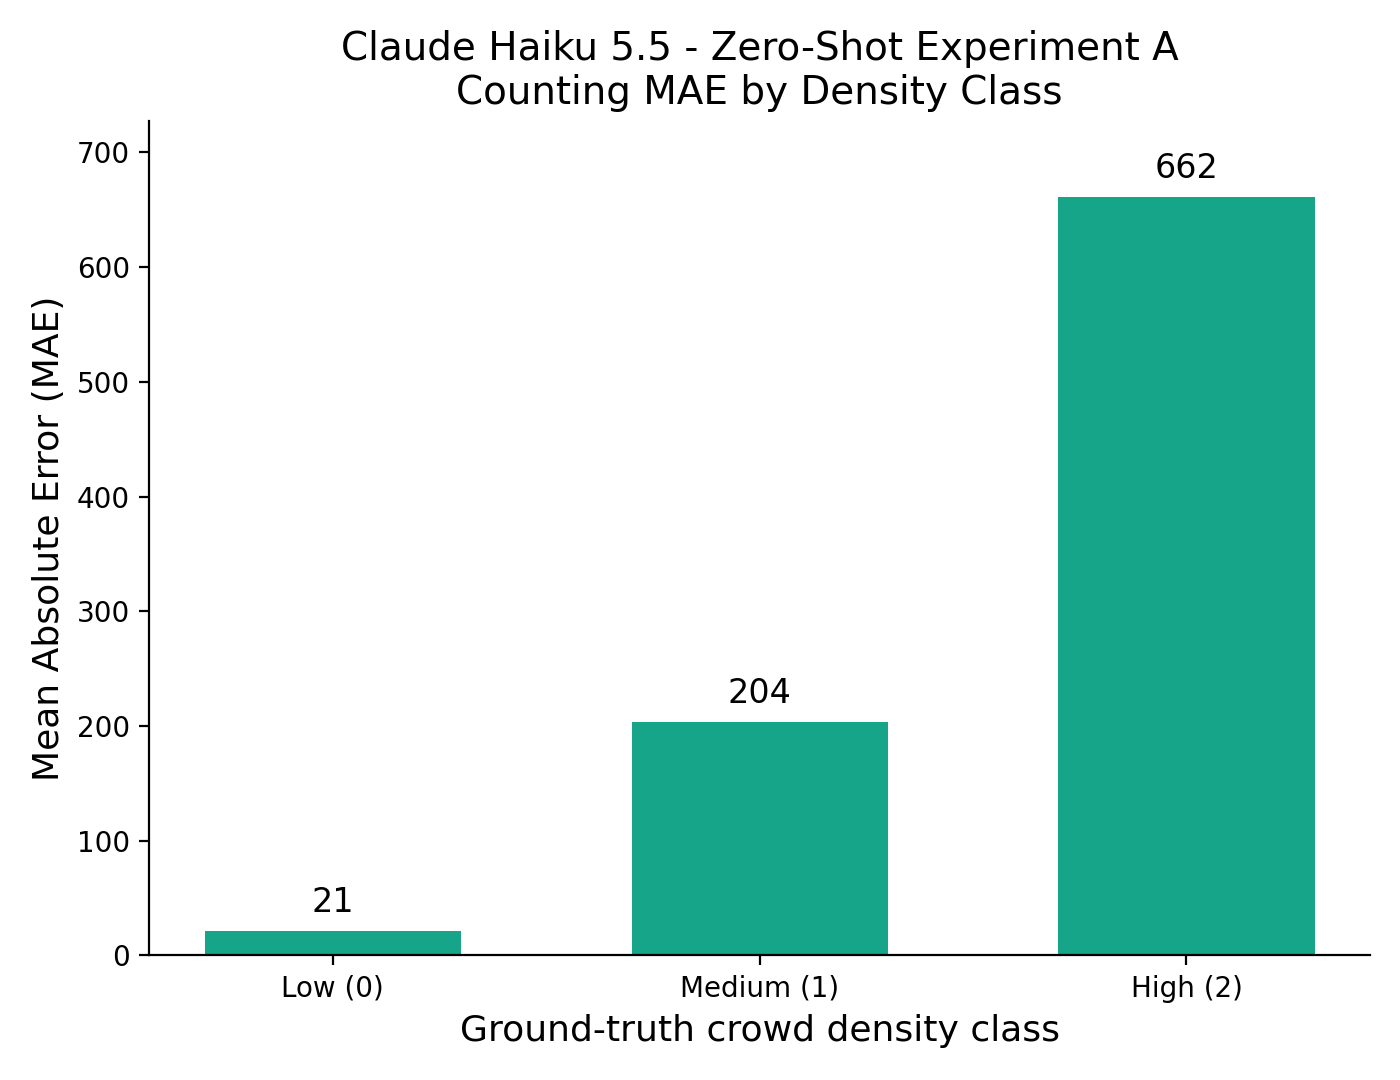 Claude Haiku 5.5 - Zero-Shot Experiment A
Counting MAE by Density Class
Mean Absolute Error (MAE)
700
600
500
400
300
200
100
0
21
204
662
Low (0)
Medium (1)
High (2)
Ground-truth crowd density class